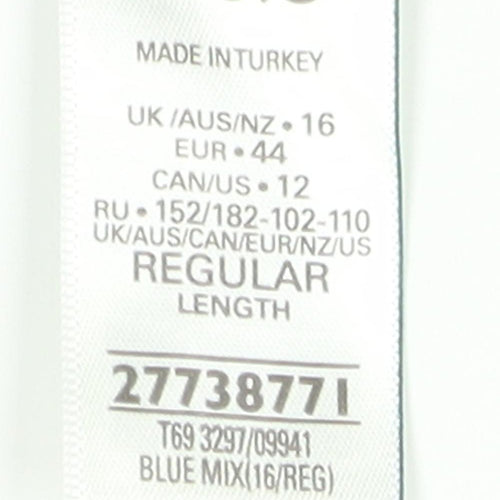 MADE IN TURKEY
UK /AUS/NZ • 16
EUR • 44
CAN/US • 12
RU • 152/182-102-110
UK/AUS/CAN/EUR/NZ/US
REGULAR
LENGTH
27738771
T69 3297/09941
BLUE MIX(16/REG)